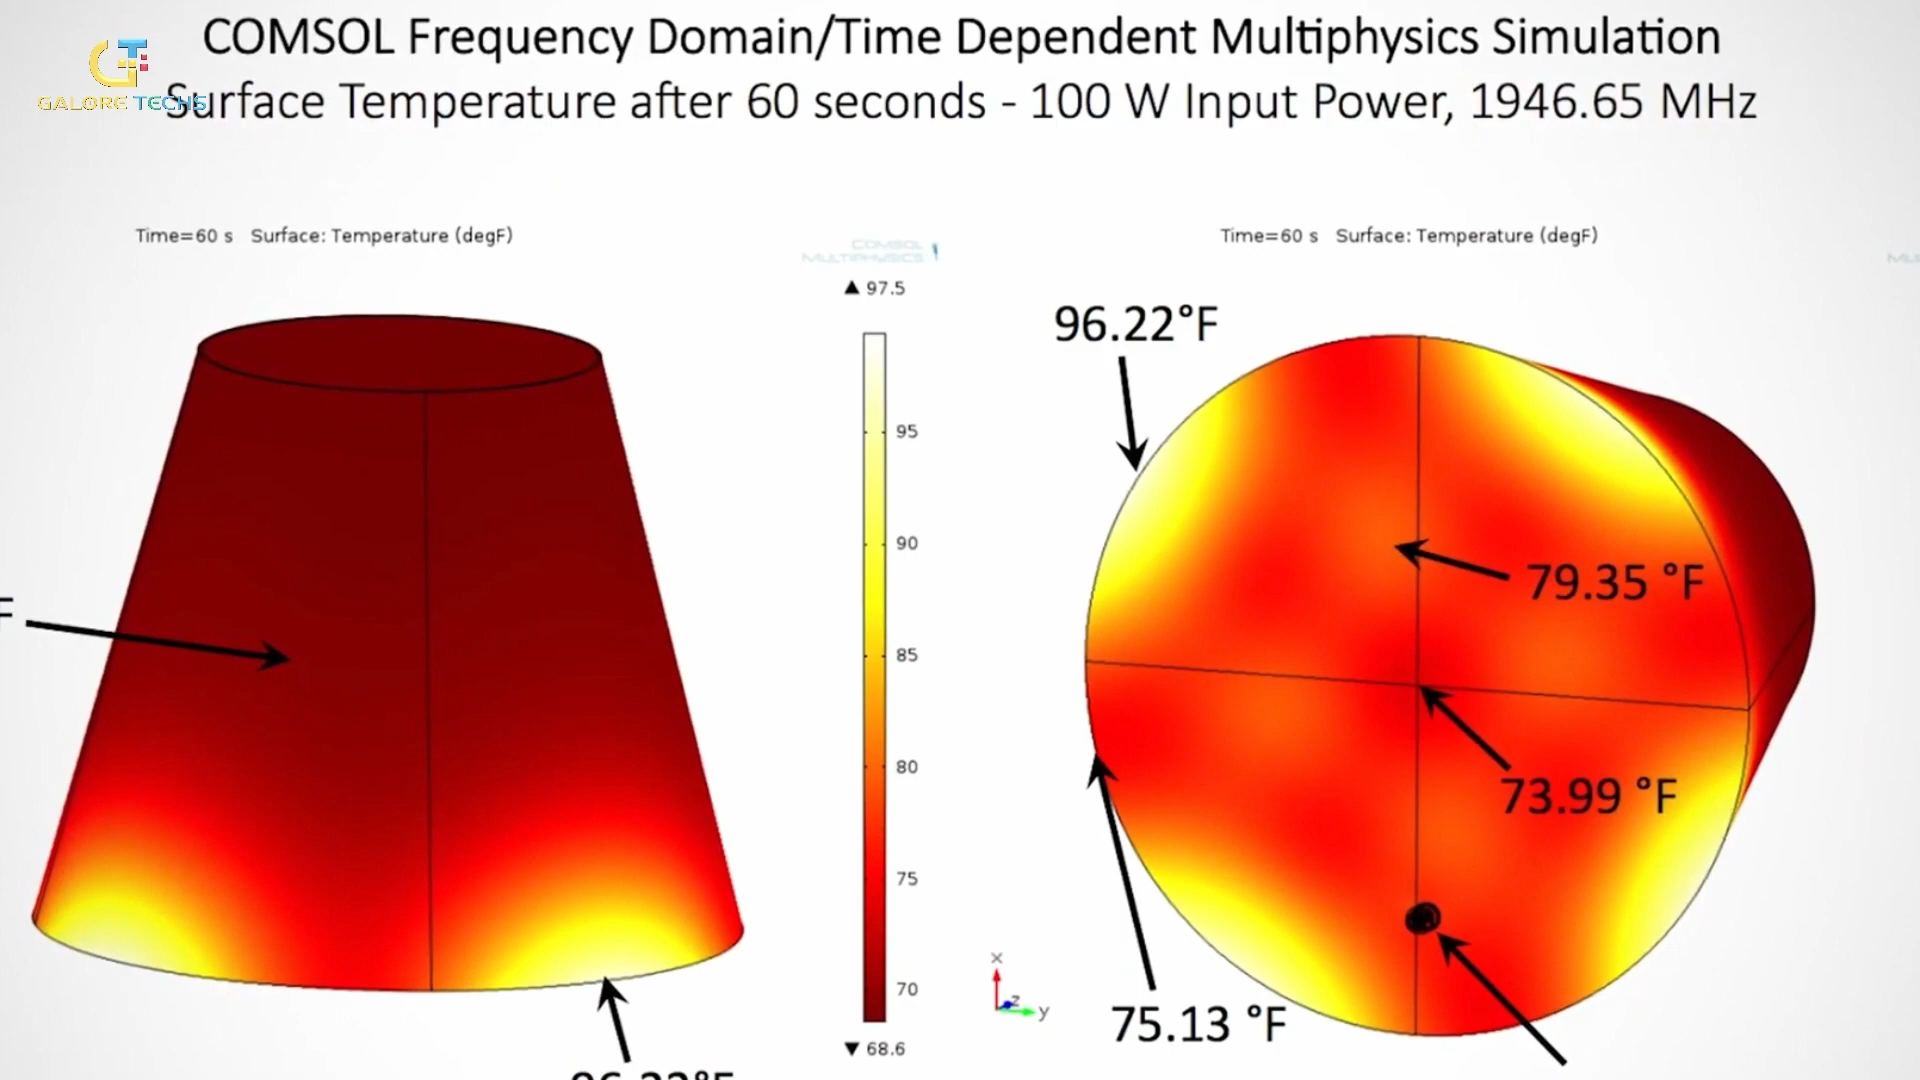 COMSOL Frequency Domain/Time Dependent Multiphysics Simulation
GALORE TECHS
Surface Temperature after 60 seconds - 100 W Input Power, 1946.65 MHz
Time=60 s Surface: Temperature (degF)
COMSOL
MULTIPHYSICS
▲ 97.5
95
90
85
80
75
70
▼ 68.6
F
Time=60 s Surface: Temperature (degF)
96.22°F
79.35 °F
73.99 °F
75.13 °F
x
z
y